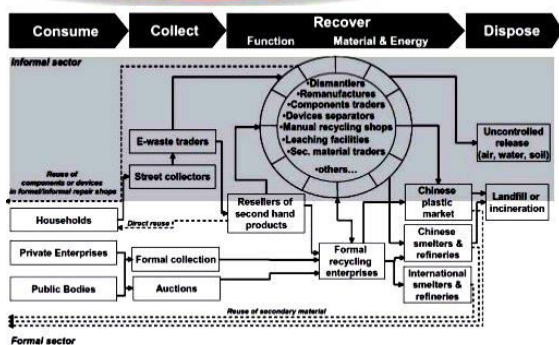 Consume
Collect
Recover
Function
Material & Energy
Dispose
Informal sector
•Dismantlers
•Remanufactures
•Components traders
•Devices separators
•Manual recycling shops
•Leaching facilities
•Sec. material traders
•others...
E-waste traders
Street collectors
Uncontrolled
release
(air, water, soil)
Reuse of
components or devices
in formal/informal repair shops
Households
Direct reuse
Resellers of
second hand
products
Chinese
plastic
market
Landfill or
incineration
Private Enterprises
Formal collection
Formal
recycling
enterprises
Chinese
smelters &
refineries
Public Bodies
Auctions
International
smelters &
refineries
Reuse of secondary material
Formal sector